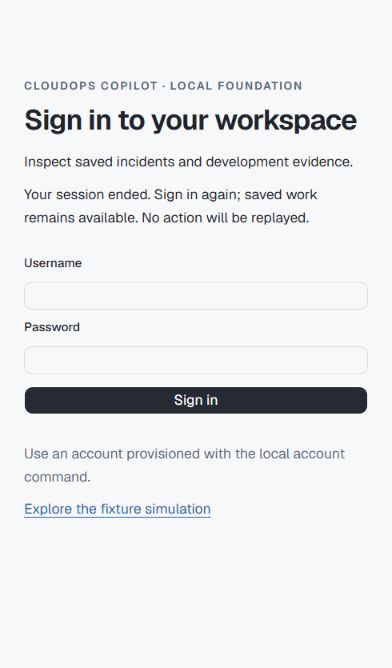 CLOUDOPS COPILOT · LOCAL FOUNDATION
Sign in to your workspace
Inspect saved incidents and development evidence.
Your session ended. Sign in again; saved work
remains available. No action will be replayed.
Username
Password
Sign in
Use an account provisioned with the local account
command.
Explore the fixture simulation